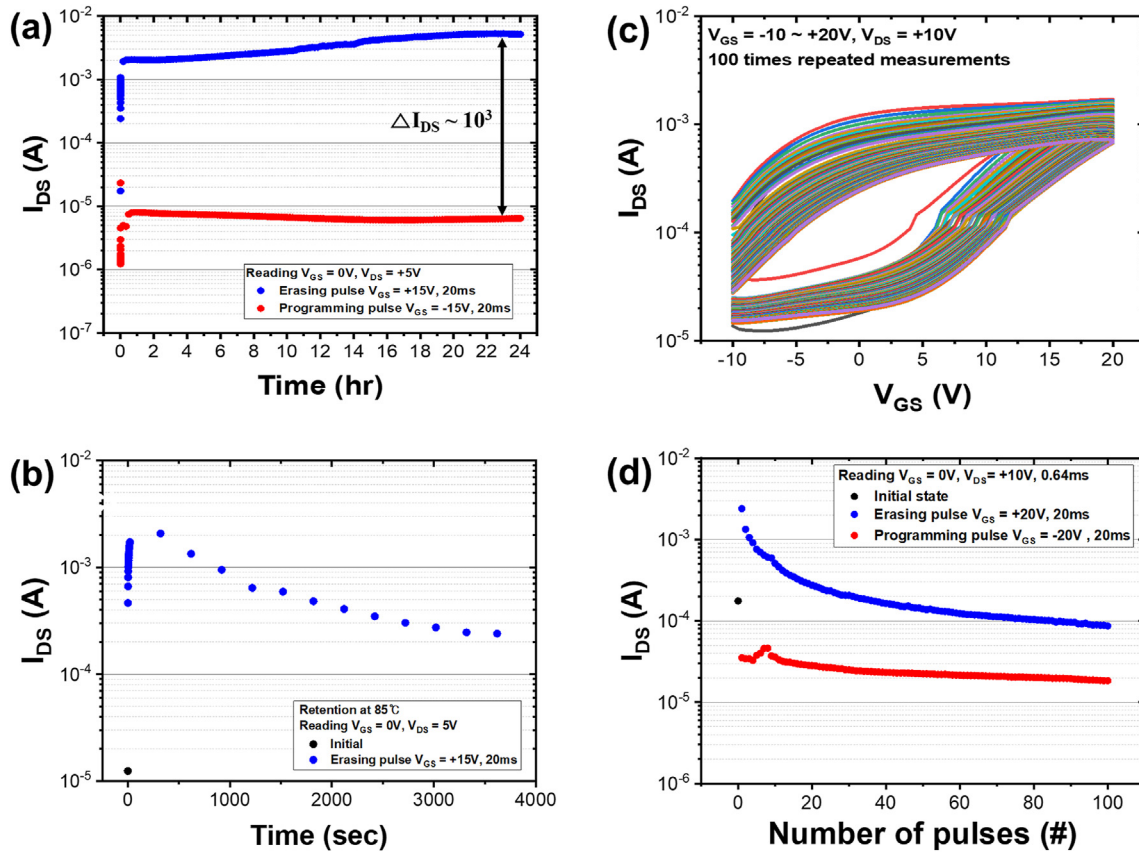 (a)
10⁻²
10⁻³
10⁻⁴
10⁻⁵
10⁻⁶
10⁻⁷
I_DS (A)
△I_DS ~ 10³
Reading V_GS = 0V, V_DS = +5V
Erasing pulse V_GS = +15V, 20ms
Programming pulse V_GS = -15V, 20ms
0 2 4 6 8 10 12 14 16 18 20 22 24
Time (hr)
(c)
10⁻²
10⁻³
10⁻⁴
10⁻⁵
I_DS (A)
V_GS = -10 ~ +20V, V_DS = +10V
100 times repeated measurements
-10 -5 0 5 10 15 20
V_GS (V)
(b)
10⁻²
10⁻³
10⁻⁴
10⁻⁵
I_DS (A)
Retention at 85℃
Reading V_GS = 0V, V_DS = 5V
Initial
Erasing pulse V_GS = +15V, 20ms
0 1000 2000 3000 4000
Time (sec)
(d)
10⁻²
10⁻³
10⁻⁴
10⁻⁵
10⁻⁶
I_DS (A)
Reading V_GS = 0V, V_DS= +10V, 0.64ms
Initial state
Erasing pulse V_GS = +20V, 20ms
Programming pulse V_GS = -20V , 20ms
0 20 40 60 80 100
Number of pulses (#)